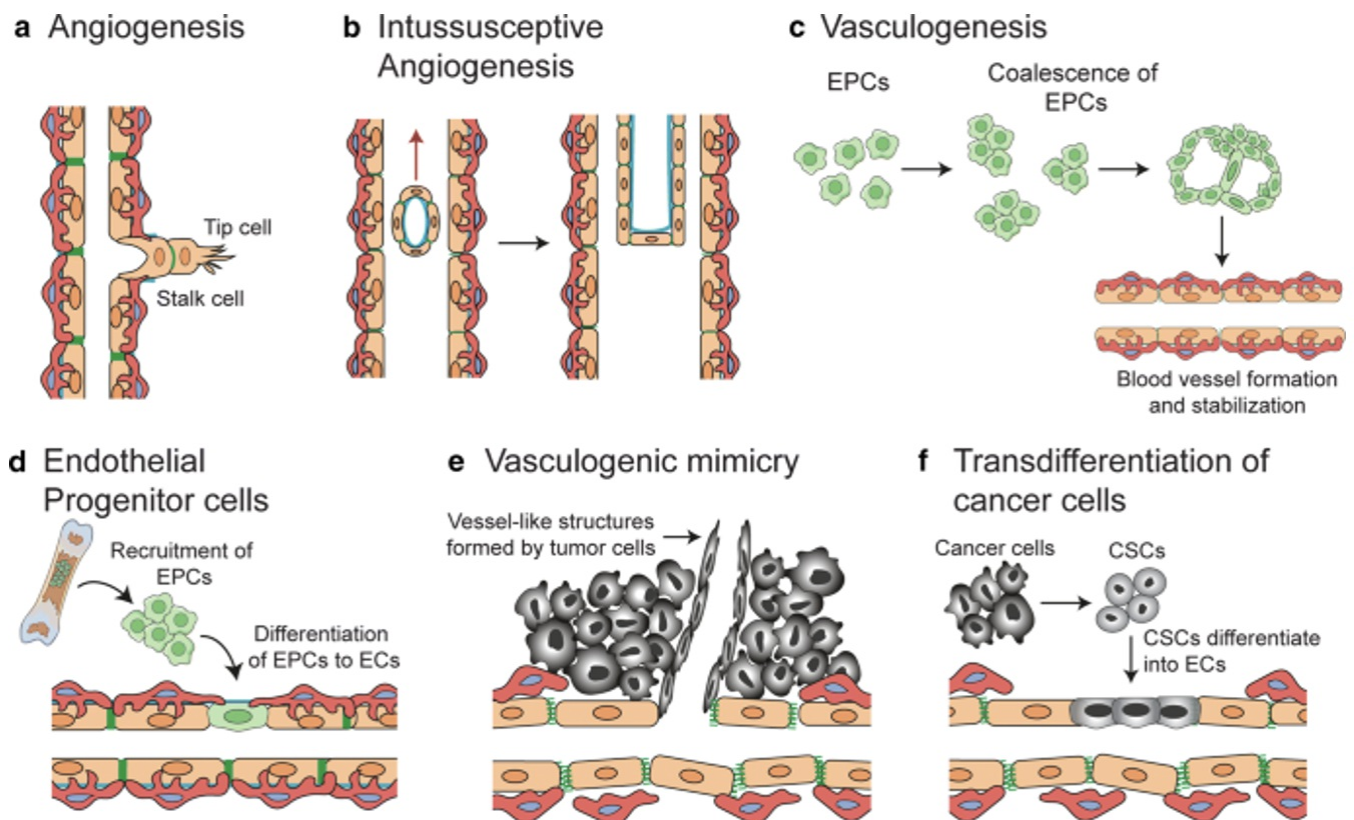 a Angiogenesis
Tip cell
Stalk cell
b Intussusceptive
Angiogenesis
c Vasculogenesis
EPCs
Coalescence of
EPCs
Blood vessel formation
and stabilization
d Endothelial
Progenitor cells
Recruitment of
EPCs
Differentiation
of EPCs to ECs
e Vasculogenic mimicry
Vessel-like structures
formed by tumor cells
f Transdifferentiation of
cancer cells
Cancer cells
CSCs
CSCs differentiate
into ECs